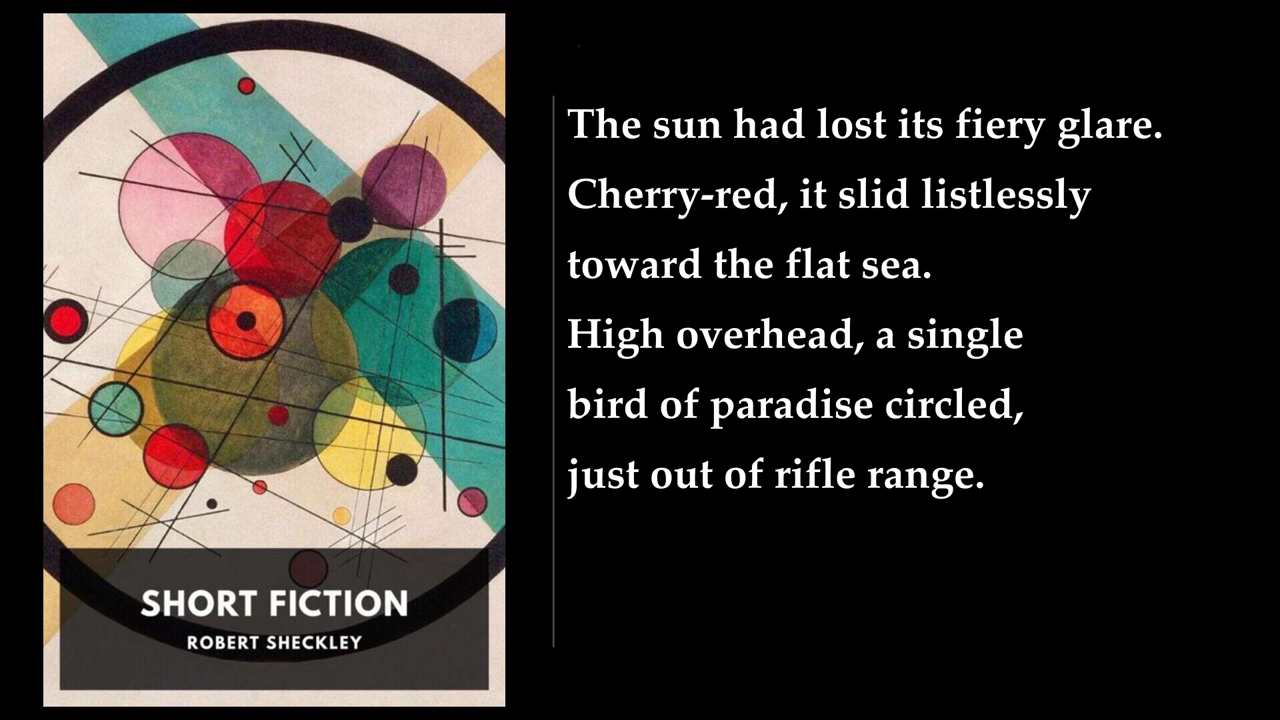 SHORT FICTION
ROBERT SHECKLEY
The sun had lost its fiery glare.
Cherry-red, it slid listlessly
toward the flat sea.
High overhead, a single
bird of paradise circled,
just out of rifle range.